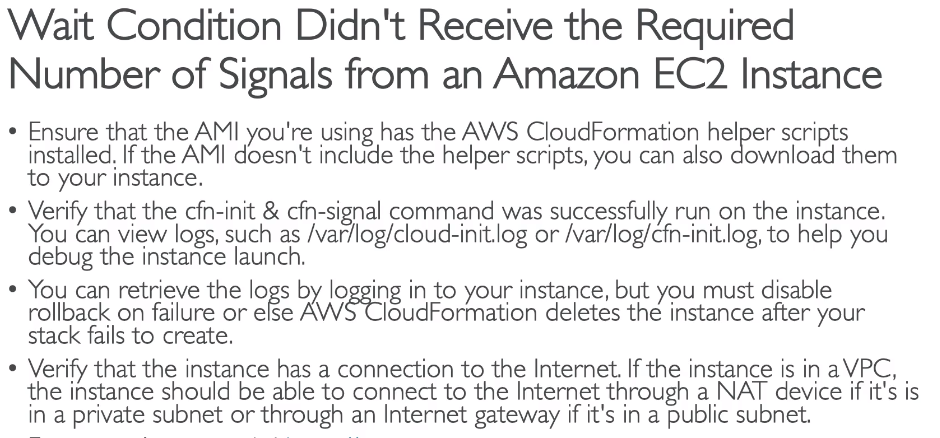 Wait Condition Didn't Receive the Required
Number of Signals from an Amazon EC2 Instance
• Ensure that the AMI you're using has the AWS CloudFormation helper scripts
installed. If the AMI doesn't include the helper scripts, you can also download them
to your instance.
• Verify that the cfn-init & cfn-signal command was successfully run on the instance.
You can view logs, such as /var/log/cloud-init.log or /var/log/cfn-init.log, to help you
debug the instance launch.
• You can retrieve the logs by logging in to your instance, but you must disable
rollback on failure or else AWS CloudFormation deletes the instance after your
stack fails to create.
• Verify that the instance has a connection to the Internet. If the instance is in a VPC,
the instance should be able to connect to the Internet through a NAT device if it's is
in a private subnet or through an Internet gateway if it's in a public subnet.